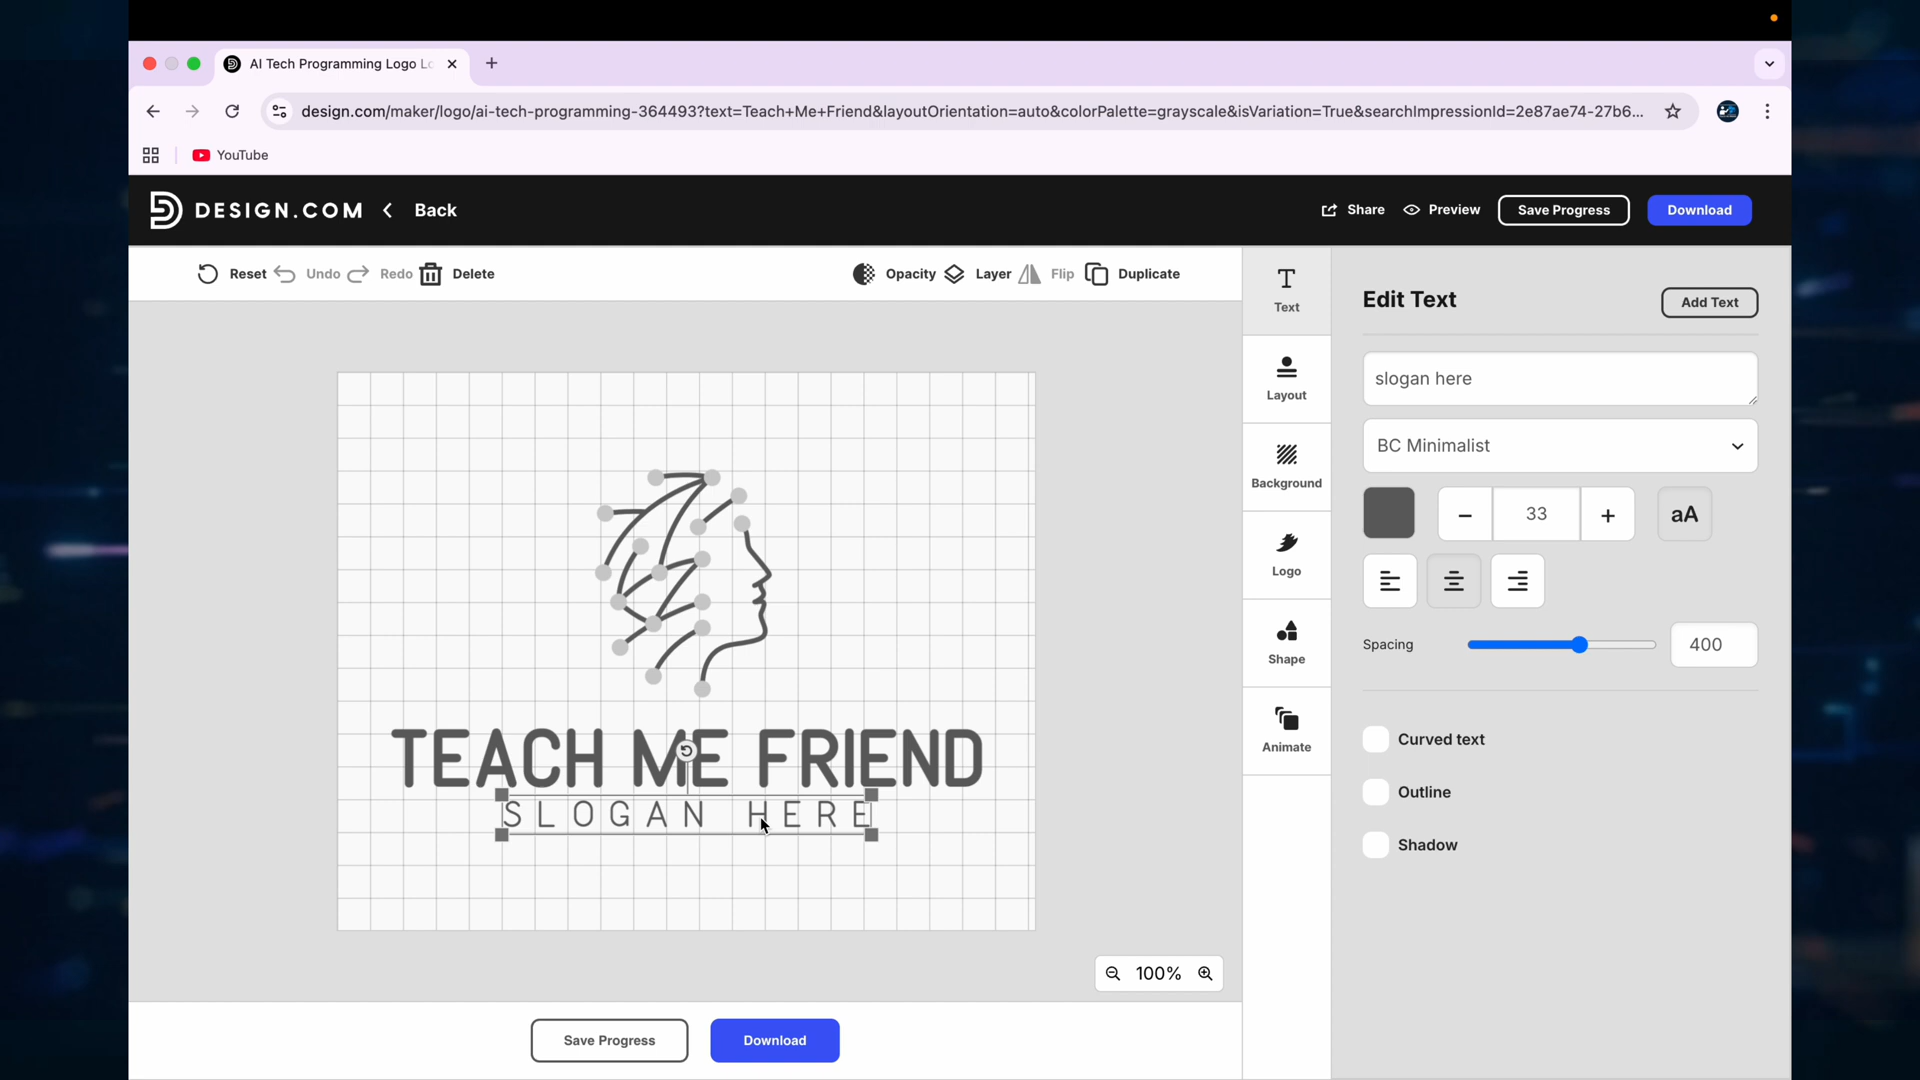 AI Tech Programming Logo Lo
design.com/maker/logo/ai-tech-programming-364493?text=Teach+Me+Friend&layoutOrientation=auto&colorPalette=grayscale&isVariation=True&searchImpressionId=2e87ae74-27b6...
YouTube
DESIGN.COM
Back
Share
Preview
Save Progress
Download
Reset
Undo
Redo
Delete
Opacity
Layer
Flip
Duplicate
Text
Layout
Background
Logo
Shape
Animate
Edit Text
Add Text
slogan here
BC Minimalist
33
aA
Spacing
400
Curved text
Outline
Shadow
TEACH ME FRIEND
SLOGAN HERE
100%
Save Progress
Download